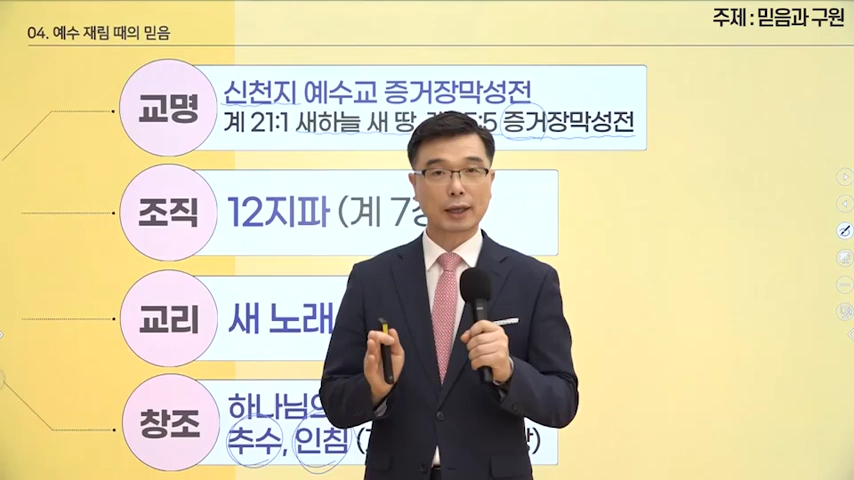 주제 : 믿음과 구원
04. 예수 재림 때의 믿음
교명
신천지 예수교 증거장막성전
계 21:1 새하늘 새 땅, 5:5 증거장막성전
조직
12지파 (계 7장
교리
새 노래
창조
하나님의
추수, 인침